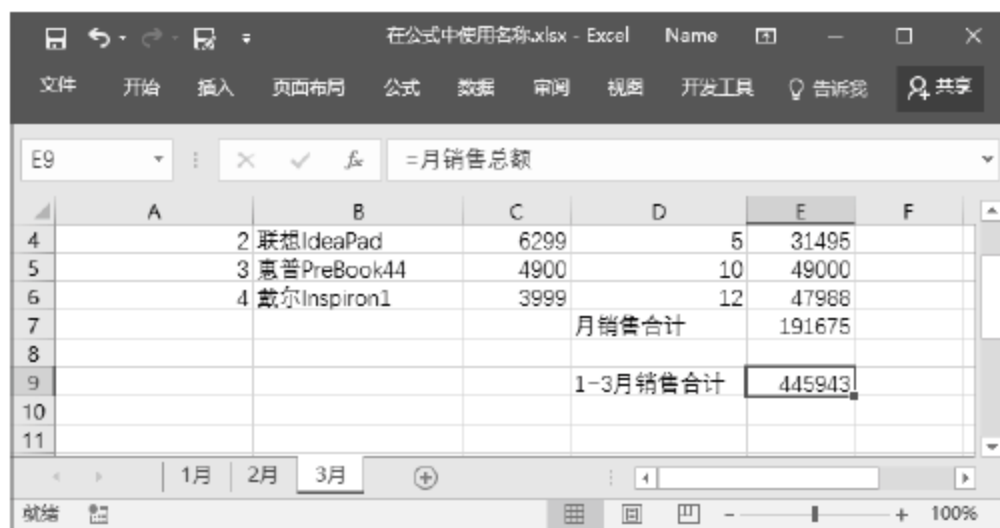 在公式中使用名称.xlsx - Excel Name
文件 开始 插入 页面布局 公式 数据 审阅 视图 开发工具 告诉我 共享
E9 fx =月销售总额
A B C D E F
4 2 联想IdeaPad 6299 5 31495
5 3 惠普PreBook44 4900 10 49000
6 4 戴尔Inspiron1 3999 12 47988
7 月销售合计 191675
8
9 1-3月销售合计 445943
10
11
1月 2月 3月
就绪 100%